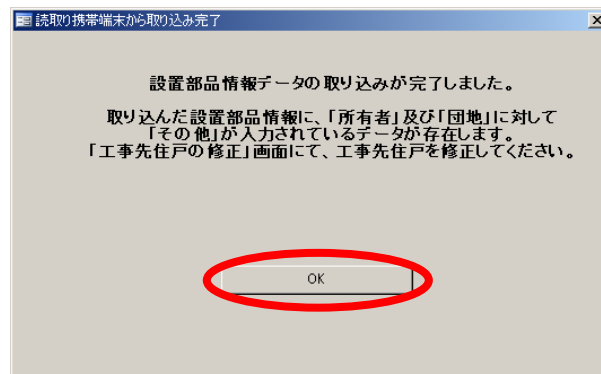 読取り携帯端末から取り込み完了
設置部品情報データの取り込みが完了しました。
取り込んだ設置部品情報に、「所有者」及び「団地」に対して
「その他」が入力されているデータが存在します。
「工事先住戸の修正」画面にて、工事先住戸を修正してください。
OK